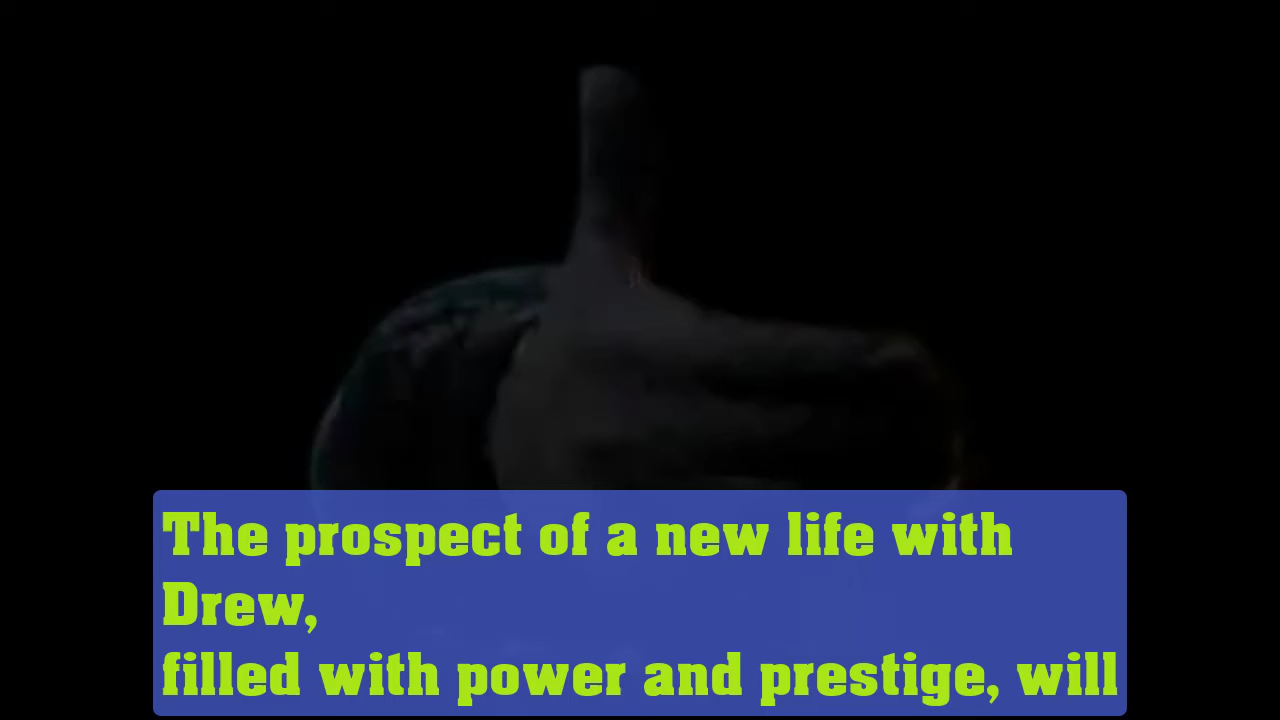 The prospect of a new life with
Drew,
filled with power and prestige, will